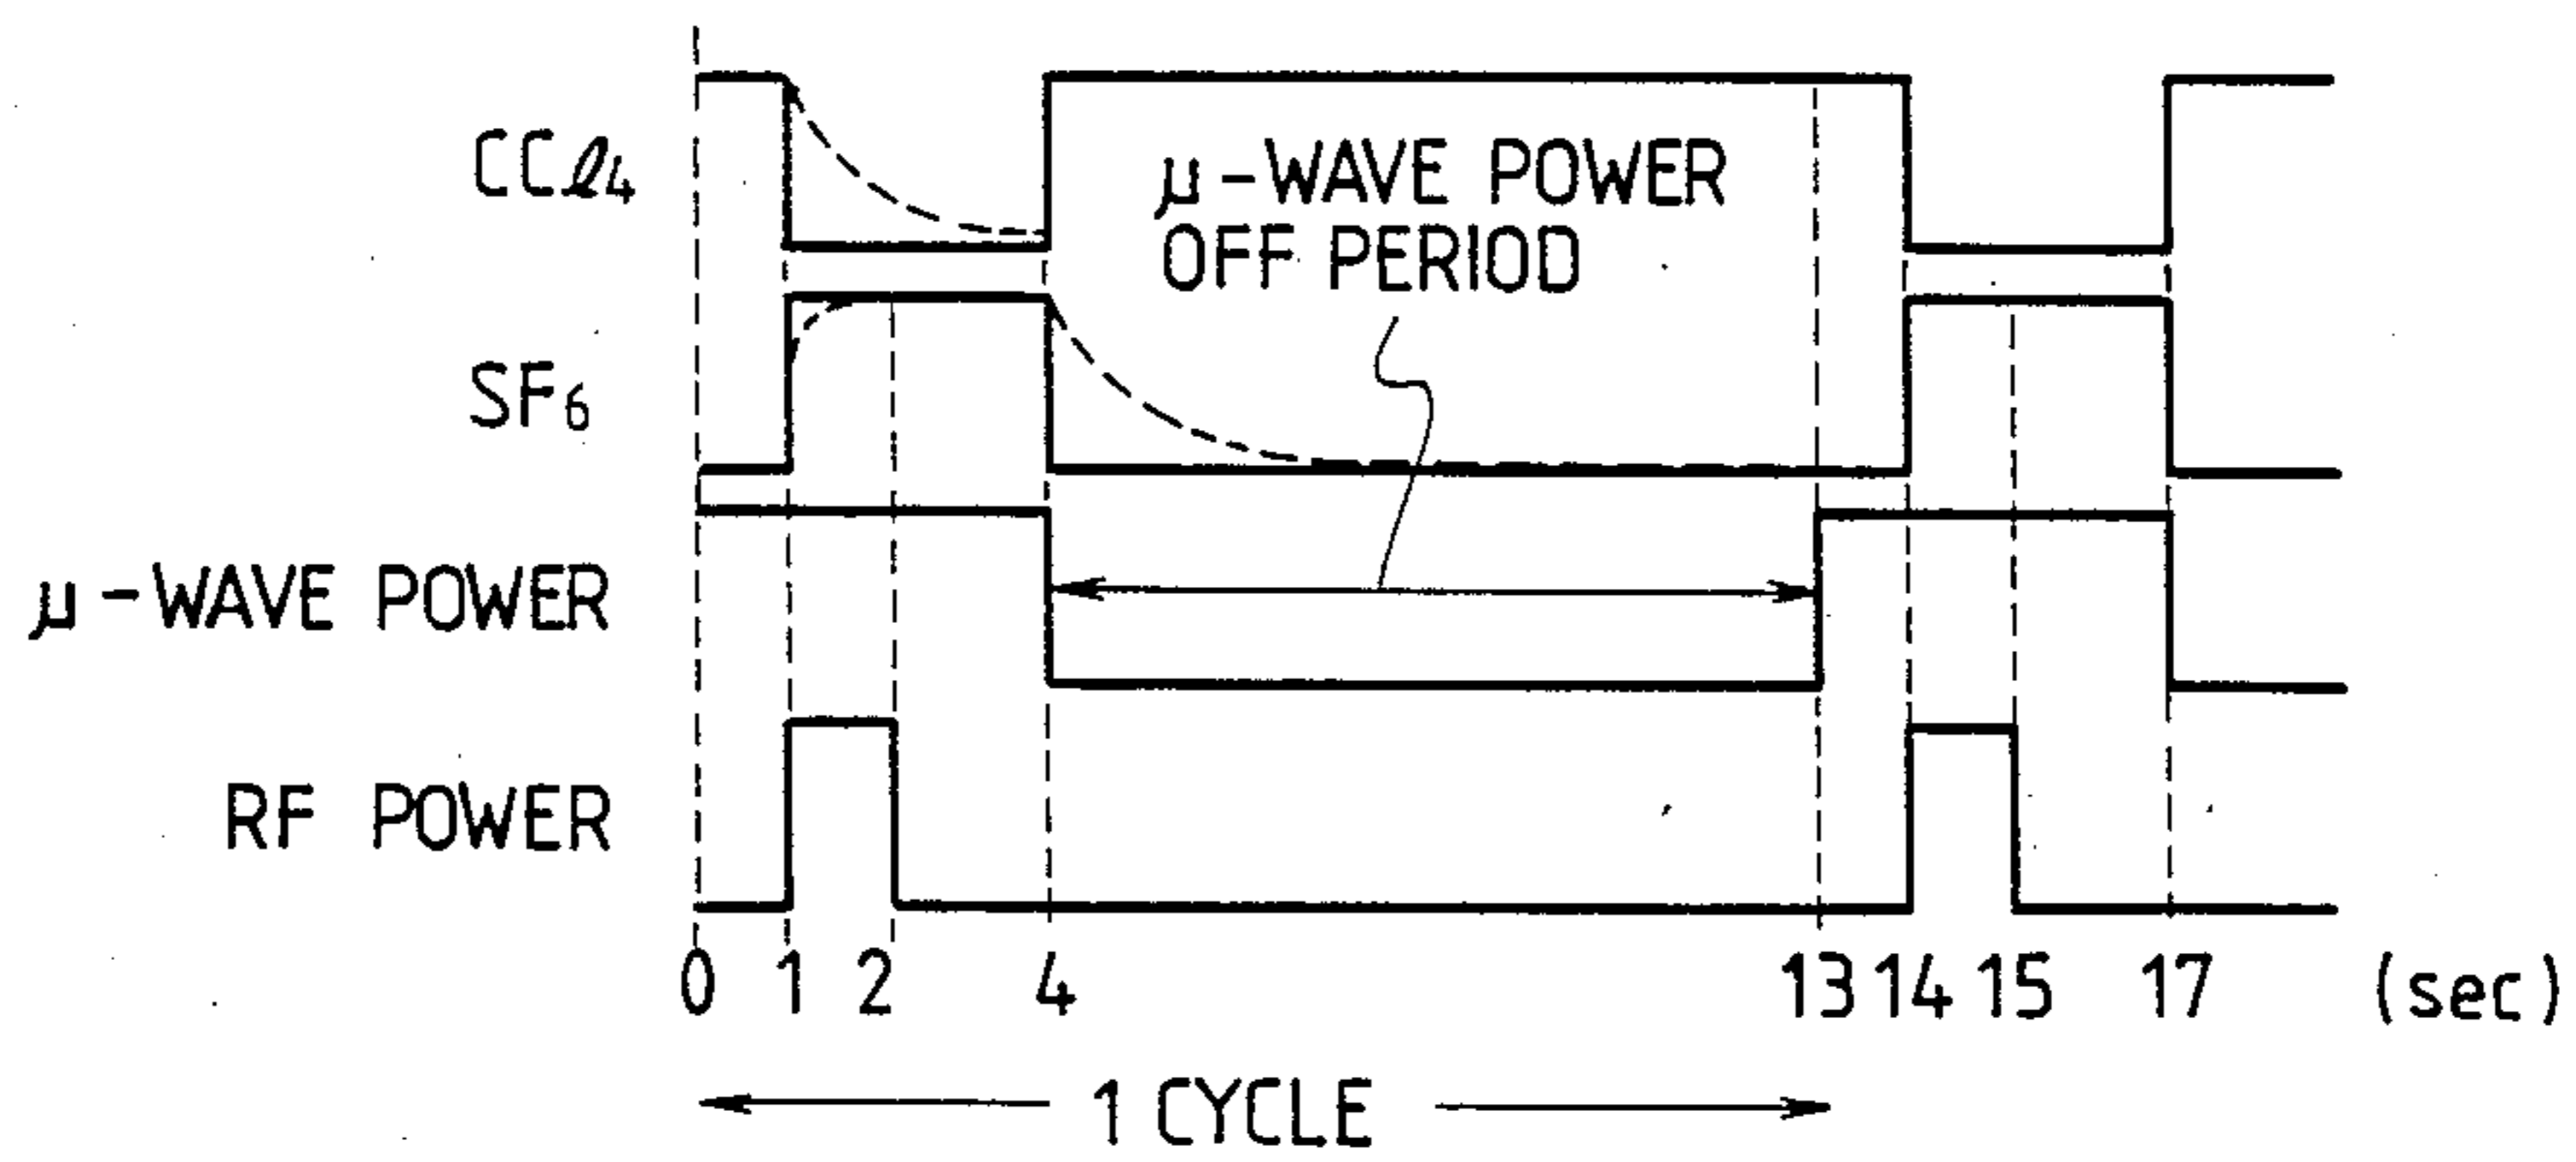 CCℓ4
μ-WAVE POWER
OFF PERIOD
SF6
μ-WAVE POWER
RF POWER
0 1 2 4 13 14 15 17 (sec)
1 CYCLE